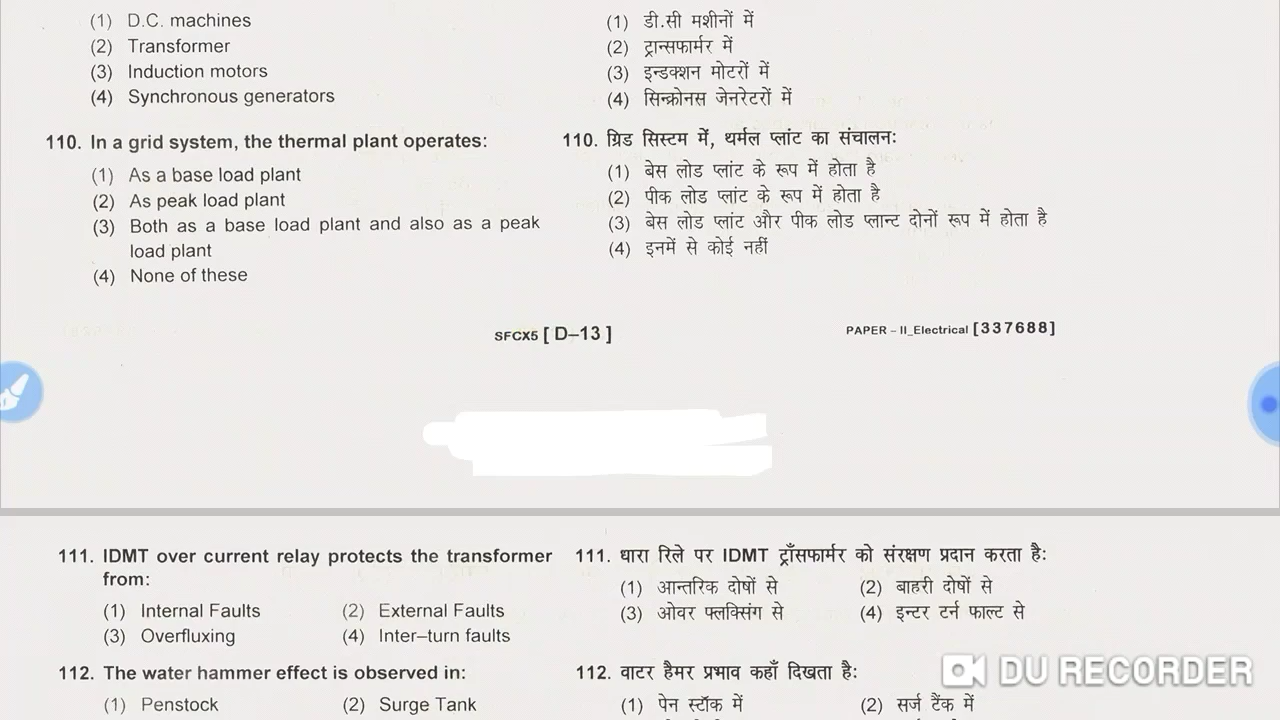 (1) D.C. machines
(2) Transformer
(3) Induction motors
(4) Synchronous generators
110. In a grid system, the thermal plant operates:
(1) As a base load plant
(2) As peak load plant
(3) Both as a base load plant and also as a peak
load plant
(4) None of these
(1) डी.सी मशीनों में
(2) ट्रान्सफार्मर में
(3) इन्डक्शन मोटरों में
(4) सिन्क्रोनस जेनरेटरों में
110. ग्रिड सिस्टम में, थर्मल प्लांट का संचालनः
(1) बेस लोड प्लांट के रूप में होता है
(2) पीक लोड प्लांट के रूप में होता है
(3) बेस लोड प्लांट और पीक लोड प्लान्ट दोनों रूप में होता है
(4) इनमें से कोई नहीं
SFCX5 [ D–13 ]
PAPER – II_Electrical [337688]
111. IDMT over current relay protects the transformer
from:
(1) Internal Faults (2) External Faults
(3) Overfluxing (4) Inter–turn faults
112. The water hammer effect is observed in:
(1) Penstock (2) Surge Tank
111. धारा रिले पर IDMT ट्राँसफार्मर को संरक्षण प्रदान करता हैः
(1) आन्तरिक दोषों से (2) बाहरी दोषों से
(3) ओवर फ्लक्सिंग से (4) इन्टर टर्न फाल्ट से
112. वाटर हैमर प्रभाव कहाँ दिखता हैः
(1) पेन स्टॉक में (2) सर्ज टैंक में
DU RECORDER